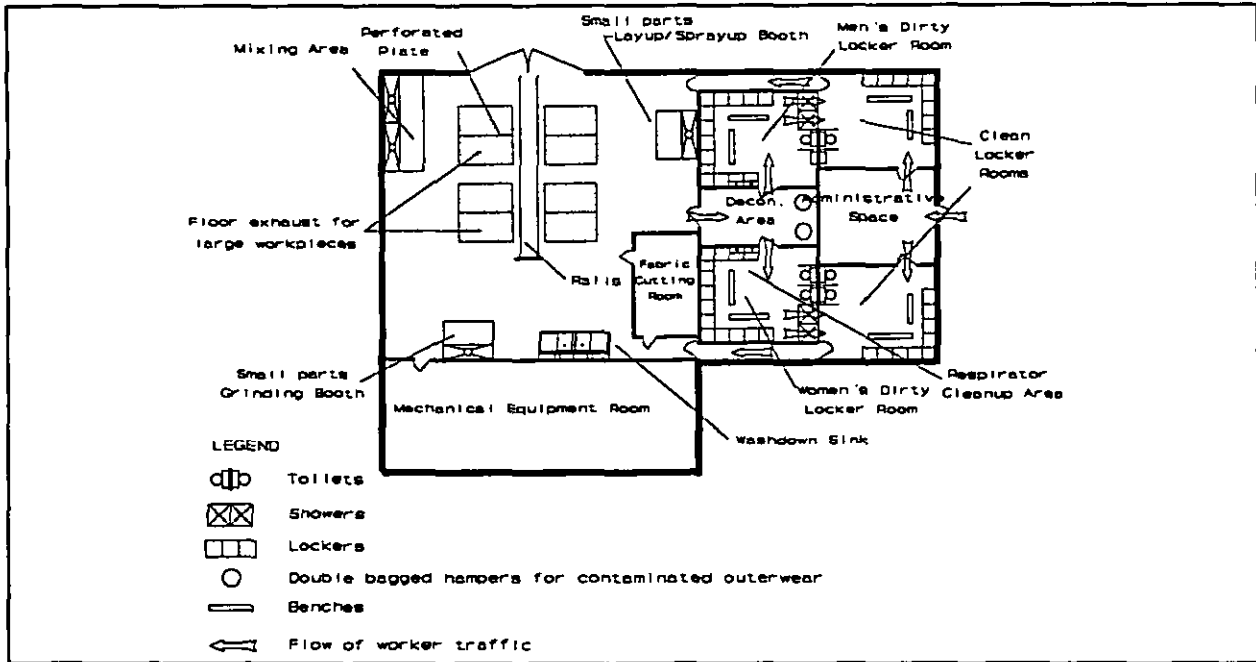 Mixing Area
Perforated
Plate
Small parts
Layup/Sprayup Booth
Men's Dirty
Locker Room
Clean
Locker
Rooms
Floor exhaust for
large workpieces
Decon.
Area
Administrative
Space
Rails
Fabric
Cutting
Room
Small parts
Grinding Booth
Mechanical Equipment Room
Washdown Sink
Women's Dirty
Locker Room
Respirator
Cleanup Area
LEGEND
Toilets
Showers
Lockers
Double bagged hampers for contaminated outerwear
Benches
Flow of worker traffic